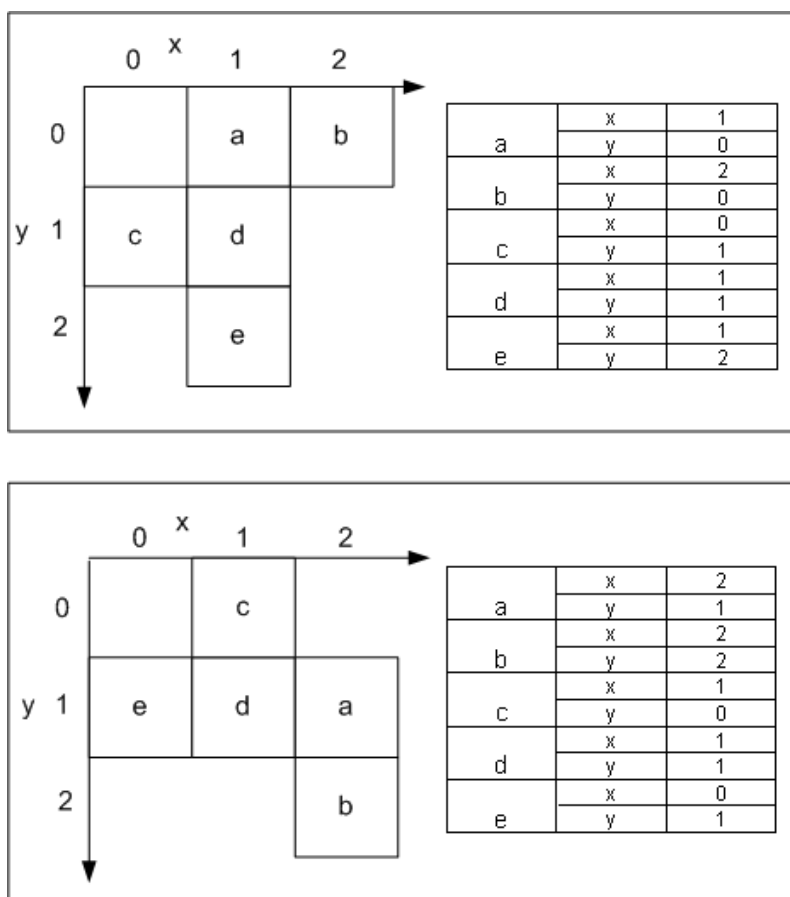 x
0 1 2
0 a b
y 1 c d
2 e
a x 1
y 0
b x 2
y 0
c x 0
y 1
d x 1
y 1
e x 1
y 2
x
0 1 2
0 c
y 1 e d a
2 b
a x 2
y 1
b x 2
y 2
c x 1
y 0
d x 1
y 1
e x 0
y 1